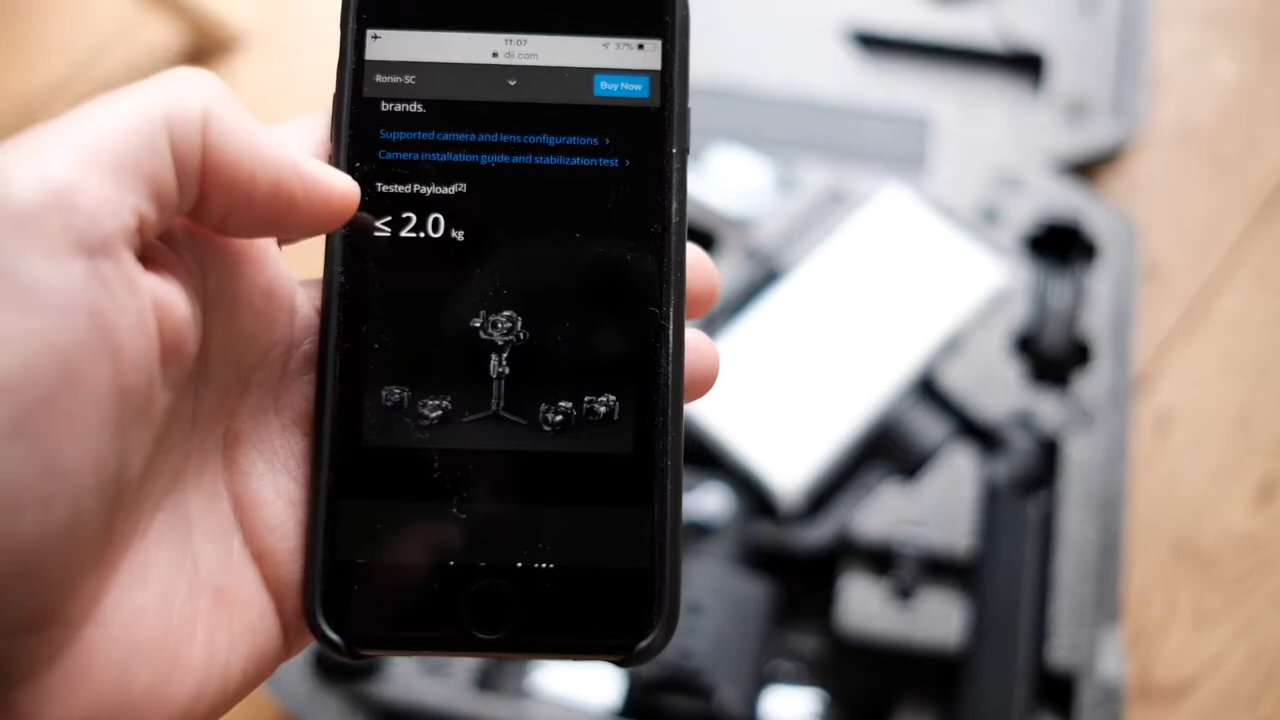 11:07
37%
dji.com
Ronin-SC
Buy Now
brands.
Supported camera and lens configurations >
Camera installation guide and stabilization test >
Tested Payload[2]
≤ 2.0 kg